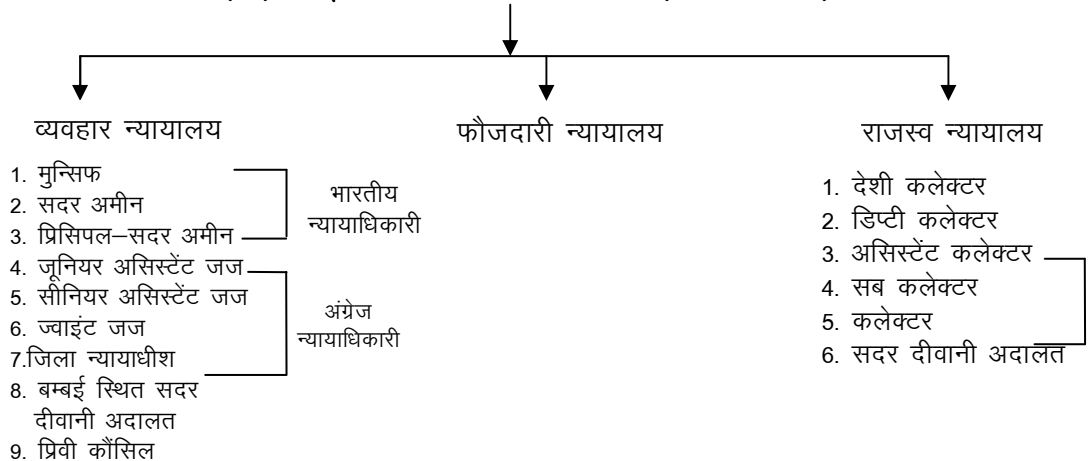 व्यवहार न्यायालय
1. मुन्सिफ
2. सदर अमीन
3. प्रिसिपल–सदर अमीन
4. जूनियर असिस्टेंट जज
5. सीनियर असिस्टेंट जज
6. ज्वाइंट जज
7.जिला न्यायाधीश
8. बम्बई स्थित सदर
दीवानी अदालत
9. प्रिवी कौंसिल
भारतीय
न्यायाधिकारी
अंग्रेज
न्यायाधिकारी
फौजदारी न्यायालय
राजस्व न्यायालय
1. देशी कलेक्टर
2. डिप्टी कलेक्टर
3. असिस्टेंट कलेक्टर
4. सब कलेक्टर
5. कलेक्टर
6. सदर दीवानी अदालत